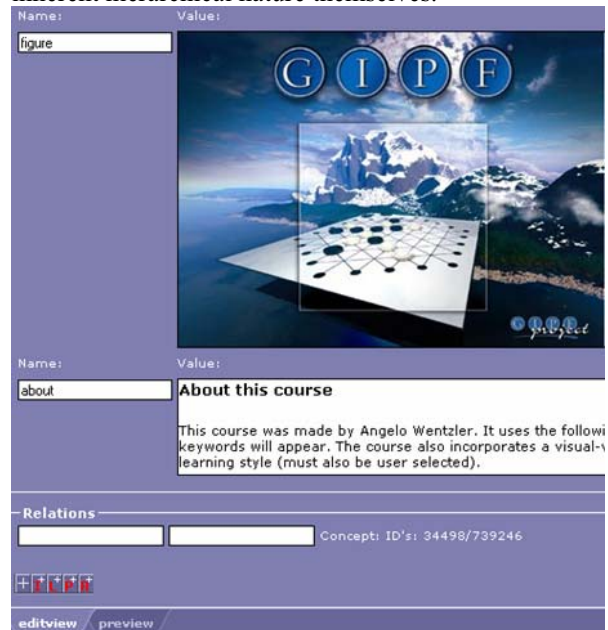 Name: Value:
figure
G I P F
GIPF project
Name: Value:
about
About this course
This course was made by Angelo Wentzler. It uses the followi
keywords will appear. The course also incorporates a visual-v
learning style (must also be user selected).
Relations
Concept: ID's: 34498/739246
editview / preview /